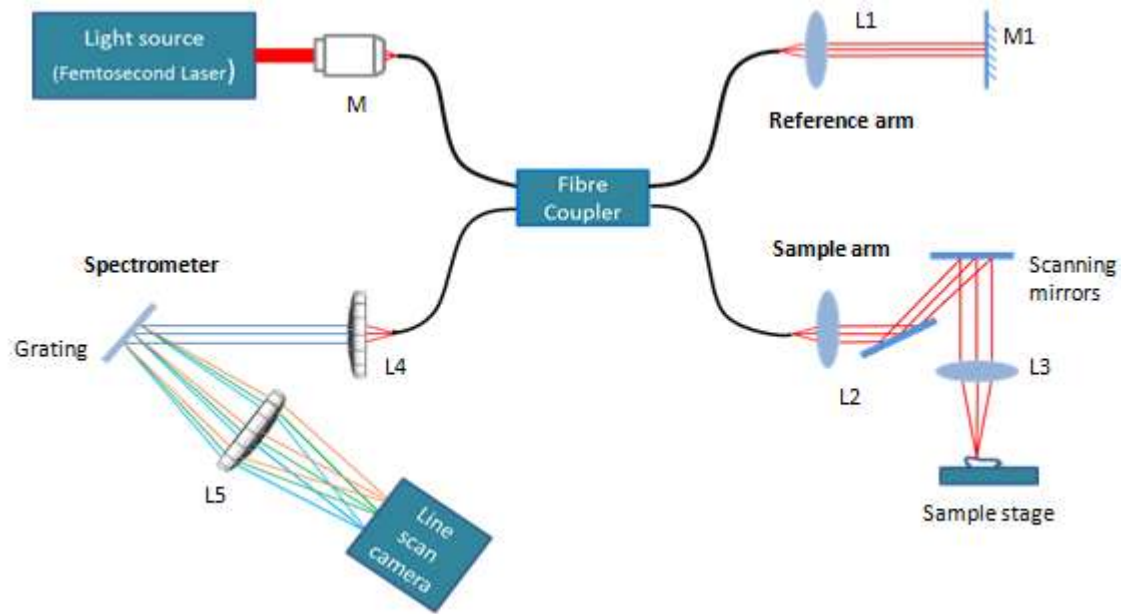 Light source
(Femtosecond Laser)
M
L1
M1
Reference arm
Fibre
Coupler
Spectrometer
Grating
L4
L5
Line
scan
camera
Sample arm
Scanning
mirrors
L2
L3
Sample stage